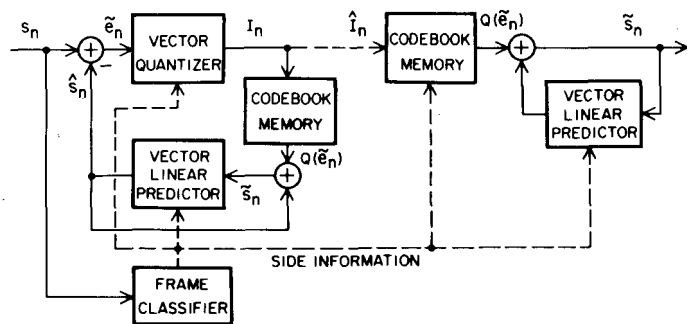 s_n
ẽ_n
VECTOR
QUANTIZER
I_n
Î_n
CODEBOOK
MEMORY
Q(ẽ_n)
s̃_n
ŝ_n
−
CODEBOOK
MEMORY
VECTOR
LINEAR
PREDICTOR
Q(ẽ_n)
VECTOR
LINEAR
PREDICTOR
s̃_n
SIDE INFORMATION
FRAME
CLASSIFIER